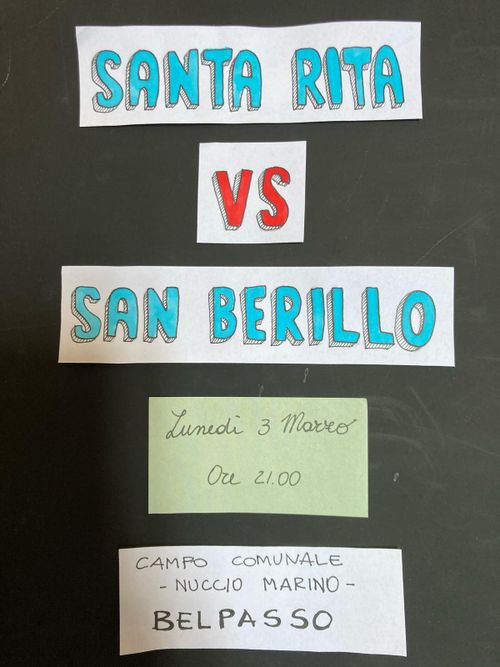 SANTA RITA
VS
SAN BERILLO
Lunedì 3 Marzo
Ore 21.00
CAMPO COMUNALE
- NUCCIO MARINO -
BELPASSO